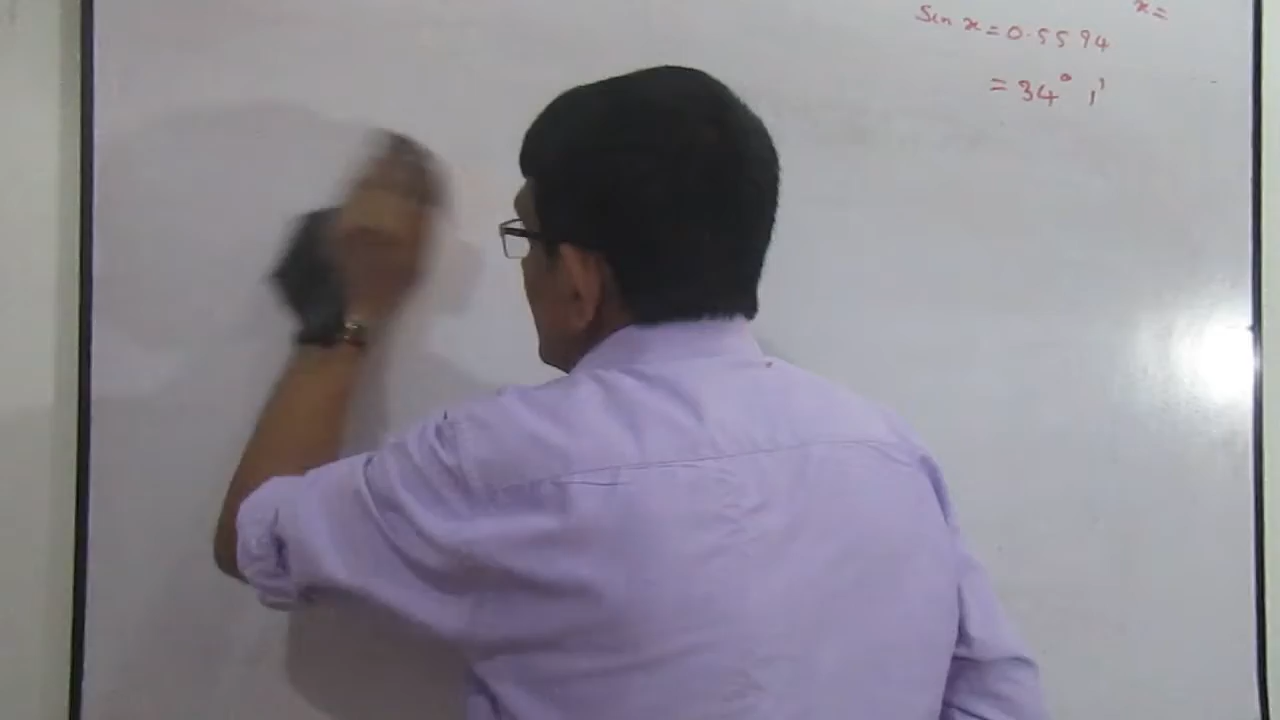 x =
Sin x = 0.5594
= 34° 1'